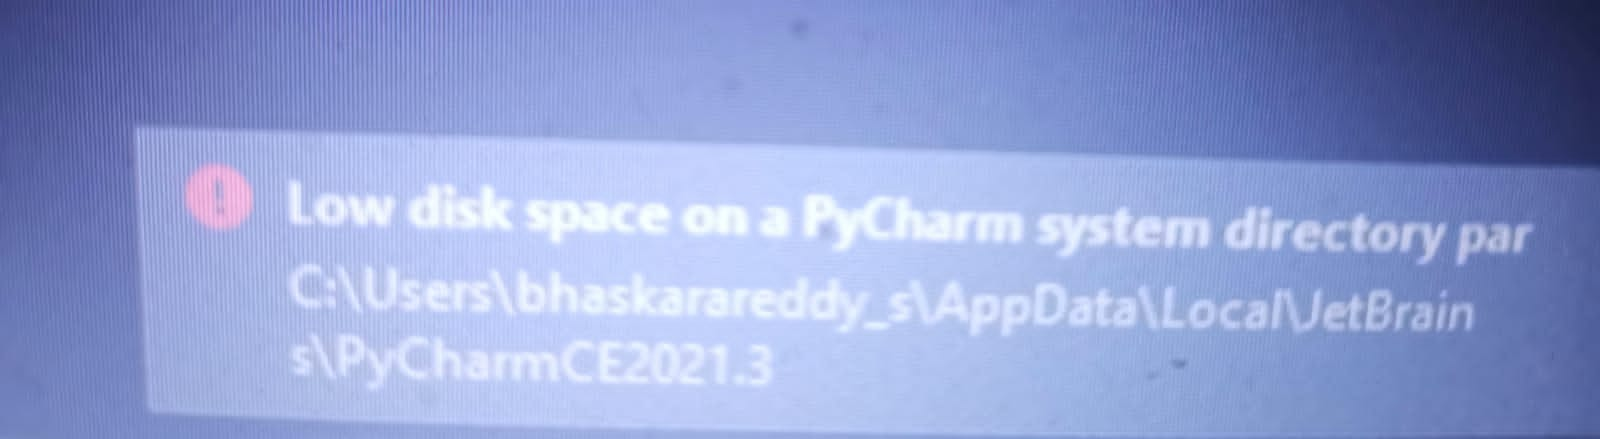 Low disk space on a PyCharm system directory par
C:\Users\bhaskarareddy_s\AppData\Local\JetBrain
s\PyCharmCE2021.3